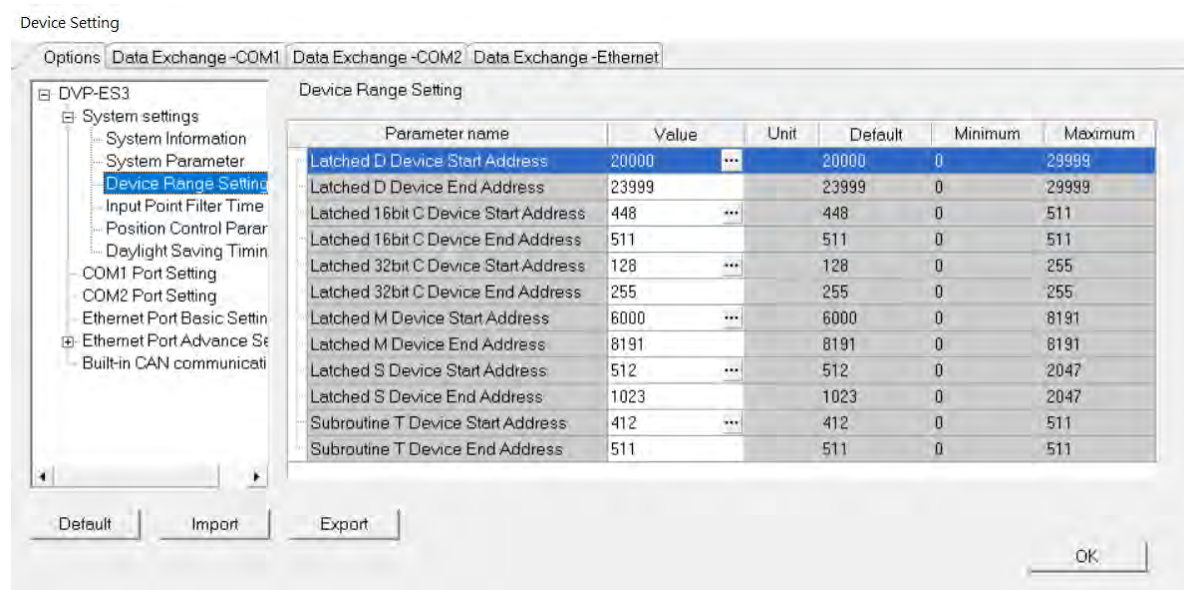 Device Setting
Options Data Exchange -COM1 Data Exchange -COM2 Data Exchange -Ethernet
DVP-ES3
System settings
System Information
System Parameter
Device Range Setting
Input Point Filter Time
Position Control Parar
Daylight Saving Timin
COM1 Port Setting
COM2 Port Setting
Ethernet Port Basic Settin
Ethernet Port Advance Se
Built-in CAN communicati
Device Range Setting
Parameter name Value Unit Default Minimum Maximum
Latched D Device Start Address 20000 ... 20000 0 29999
Latched D Device End Address 23999 23999 0 29999
Latched 16bit C Device Start Address 448 ... 448 0 511
Latched 16bit C Device End Address 511 511 0 511
Latched 32bit C Device Start Address 128 ... 128 0 255
Latched 32bit C Device End Address 255 255 0 255
Latched M Device Start Address 6000 ... 6000 0 8191
Latched M Device End Address 8191 8191 0 8191
Latched S Device Start Address 512 ... 512 0 2047
Latched S Device End Address 1023 1023 0 2047
Subroutine T Device Start Address 412 ... 412 0 511
Subroutine T Device End Address 511 511 0 511
Default Import Export
OK